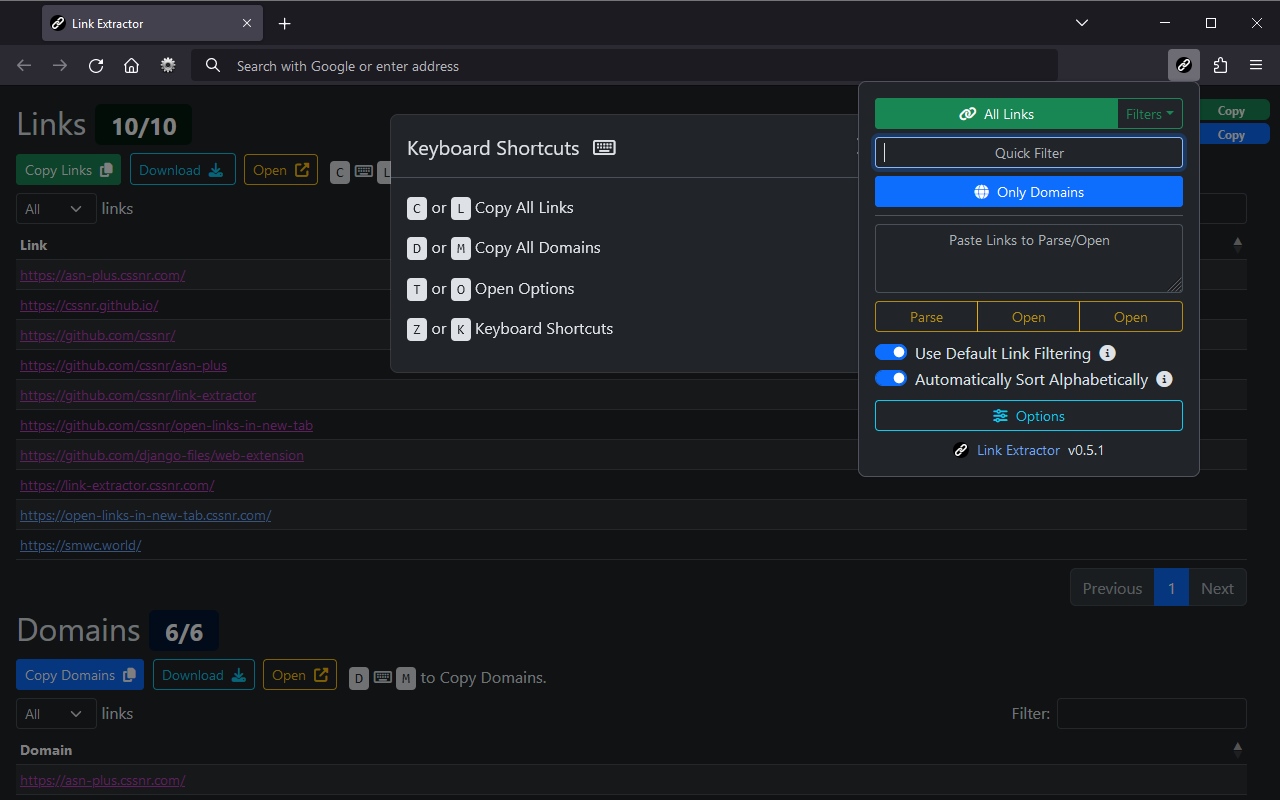 Link Extractor
Search with Google or enter address
Links 10/10
Copy Links Download Open C L
All links
Link
https://asn-plus.cssnr.com/
https://cssnr.github.io/
https://github.com/cssnr/
https://github.com/cssnr/asn-plus
https://github.com/cssnr/link-extractor
https://github.com/cssnr/open-links-in-new-tab
https://github.com/django-files/web-extension
https://link-extractor.cssnr.com/
https://open-links-in-new-tab.cssnr.com/
https://smwc.world/
Previous 1 Next
Keyboard Shortcuts
C or L Copy All Links
D or M Copy All Domains
T or O Open Options
Z or K Keyboard Shortcuts
All Links Filters
Quick Filter
Only Domains
Paste Links to Parse/Open
Parse Open Open
Use Default Link Filtering
Automatically Sort Alphabetically
Options
Link Extractor v0.5.1
Copy
Copy
Domains 6/6
Copy Domains Download Open D M to Copy Domains.
All links Filter:
Domain
https://asn-plus.cssnr.com/